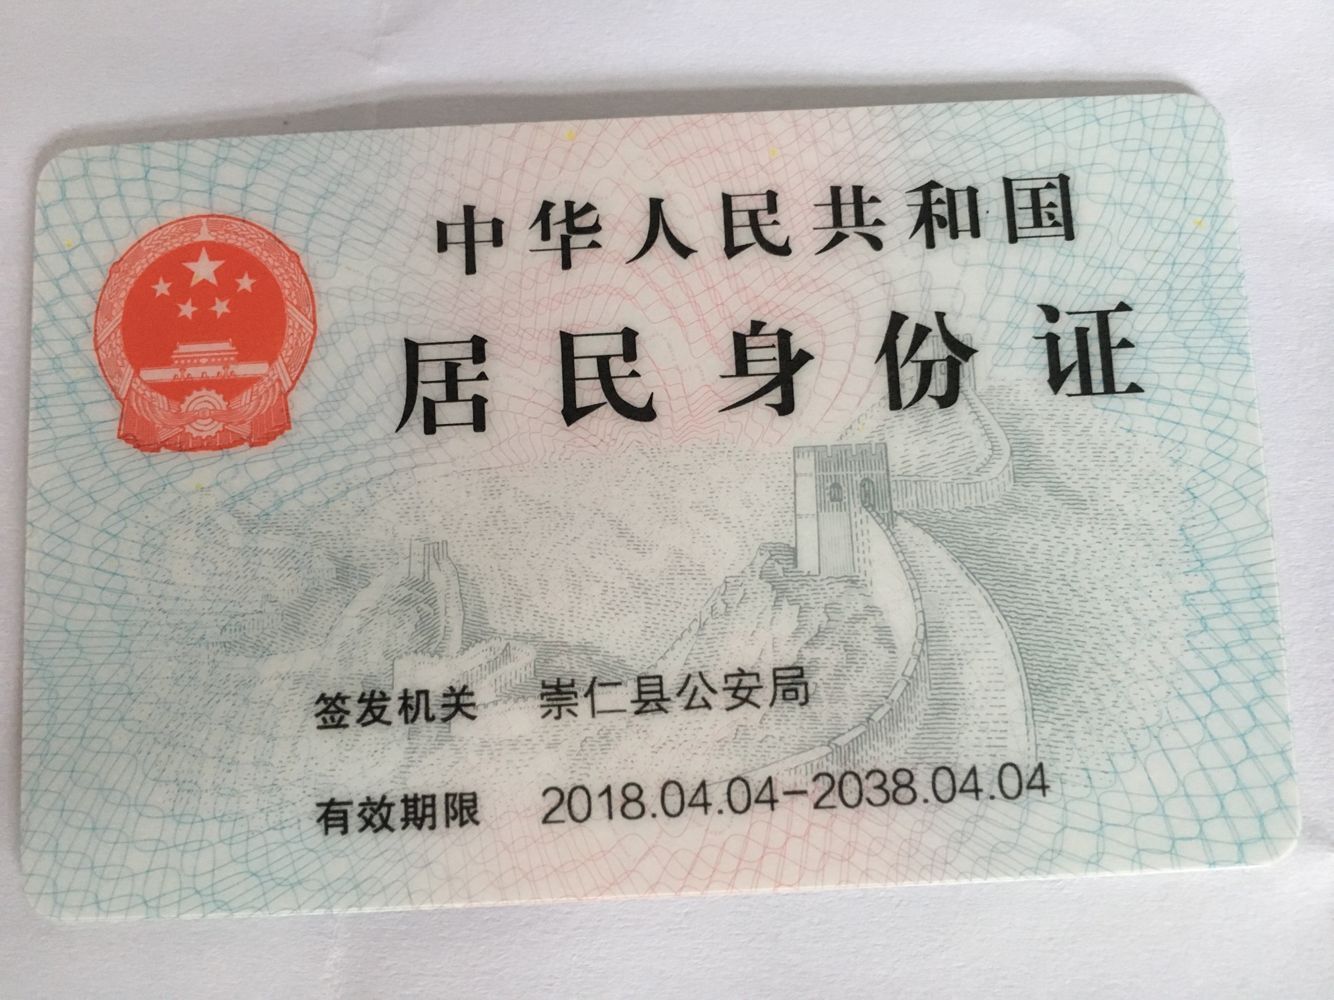 中华人民共和国
居民身份证
签发机关 崇仁县公安局
有效期限 2018.04.04-2038.04.04